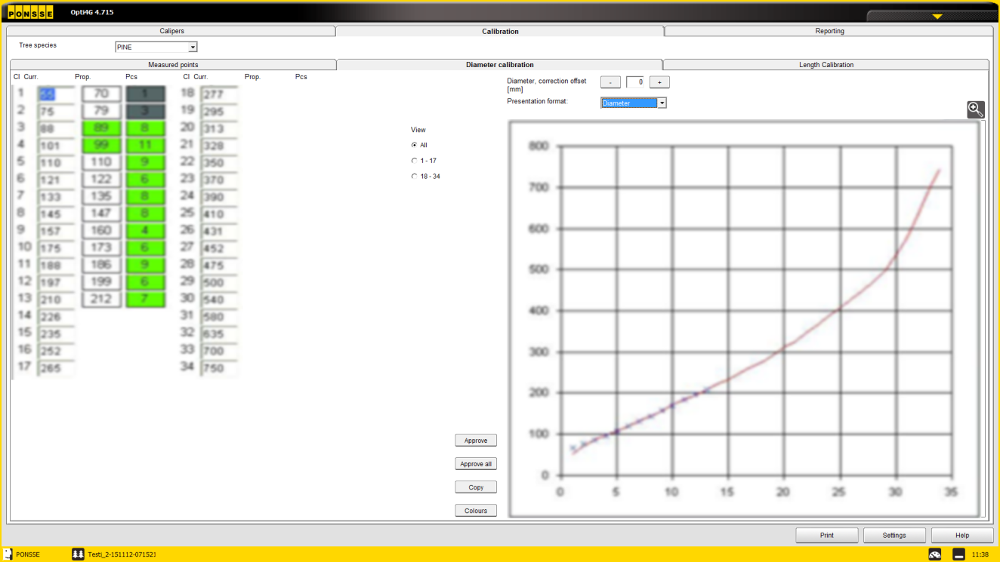 PONSSE Opti4G 4.715
Calipers Calibration Reporting
Tree species PINE
Measured points Diameter calibration Length Calibration
Cl Curr. Prop. Pcs Cl Curr. Prop. Pcs
Diameter, correction offset - 0 +
[mm]
Presentation format: Diameter
1 55 70 1 18 277
2 75 79 3 19 295
3 88 89 8 20 313
4 101 99 11 21 328
5 110 110 9 22 350
6 121 122 6 23 370
7 133 135 8 24 390
8 145 147 8 25 410
9 157 160 4 26 431
10 175 173 6 27 452
11 188 186 9 28 475
12 197 199 6 29 500
13 210 212 7 30 540
14 226 31 580
15 235 32 635
16 252 33 700
17 265 34 750
View
All
1 - 17
18 - 34
800
700
600
500
400
300
200
100
0
0 5 10 15 20 25 30 35
Approve
Approve all
Copy
Colours
Print Settings Help
PONSSE Testi_2-151112-071521 11:38